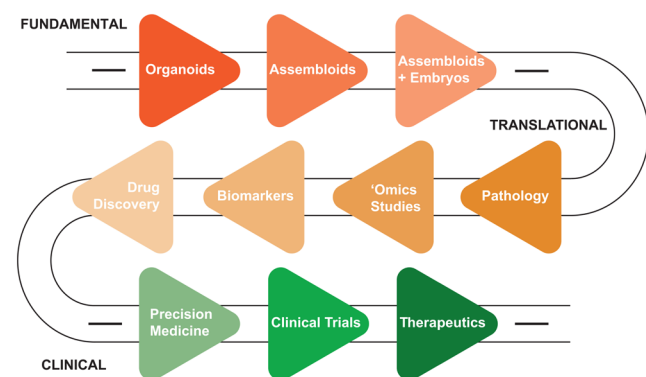 FUNDAMENTAL
Organoids
Assembloids
Assembloids
+ Embryos
TRANSLATIONAL
Pathology
‘Omics
Studies
Biomarkers
Drug
Discovery
CLINICAL
Precision
Medicine
Clinical Trials
Therapeutics